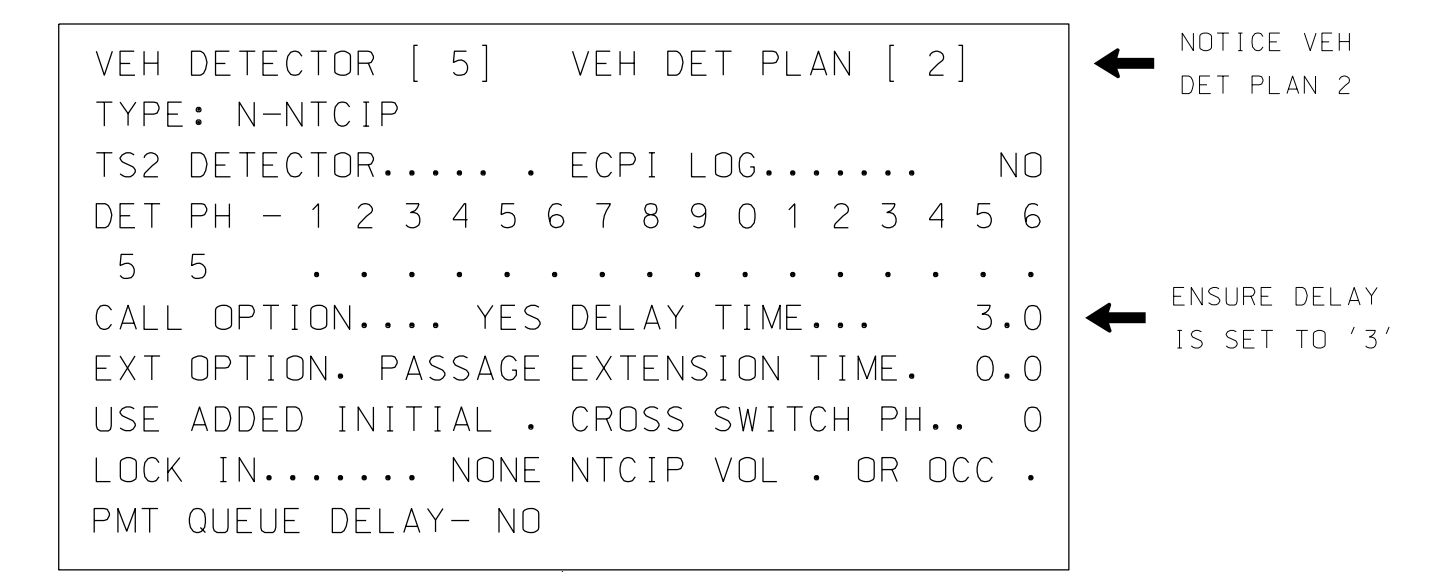 VEH DETECTOR [ 5]   VEH DET PLAN [ 2]
NOTICE VEH
DET PLAN 2
TYPE: N-NTCIP
TS2 DETECTOR..... . ECPI LOG.......   NO
DET PH - 1 2 3 4 5 6 7 8 9 0 1 2 3 4 5 6
5  5    . . . . . . . . . . . . . . . .
CALL OPTION.... YES DELAY TIME...    3.0
ENSURE DELAY
IS SET TO '3'
EXT OPTION. PASSAGE EXTENSION TIME.  0.0
USE ADDED INITIAL . CROSS SWITCH PH..  0
LOCK IN....... NONE NTCIP VOL . OR OCC .
PMT QUEUE DELAY- NO